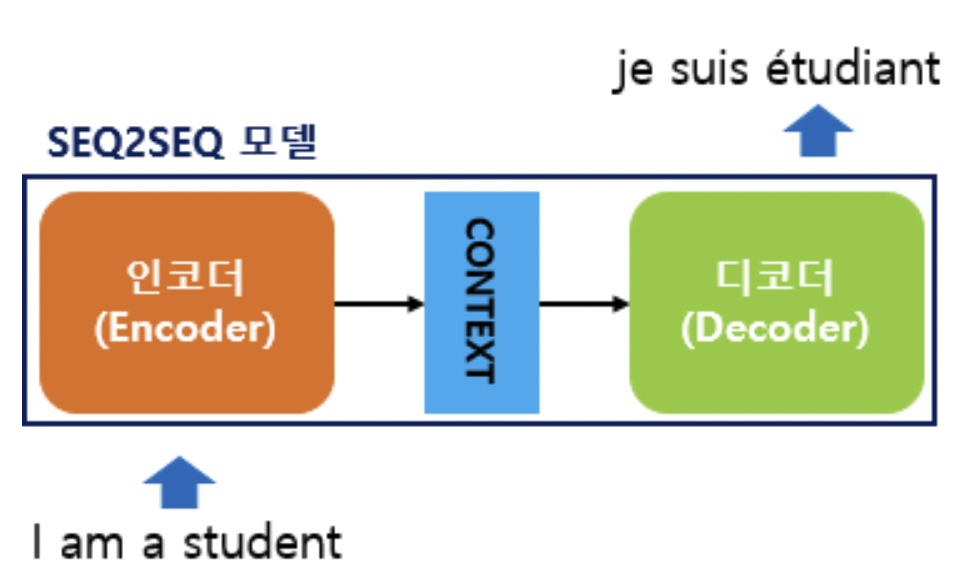 je suis étudiant
SEQ2SEQ 모델
인코더
(Encoder)
CONTEXT
디코더
(Decoder)
I am a student